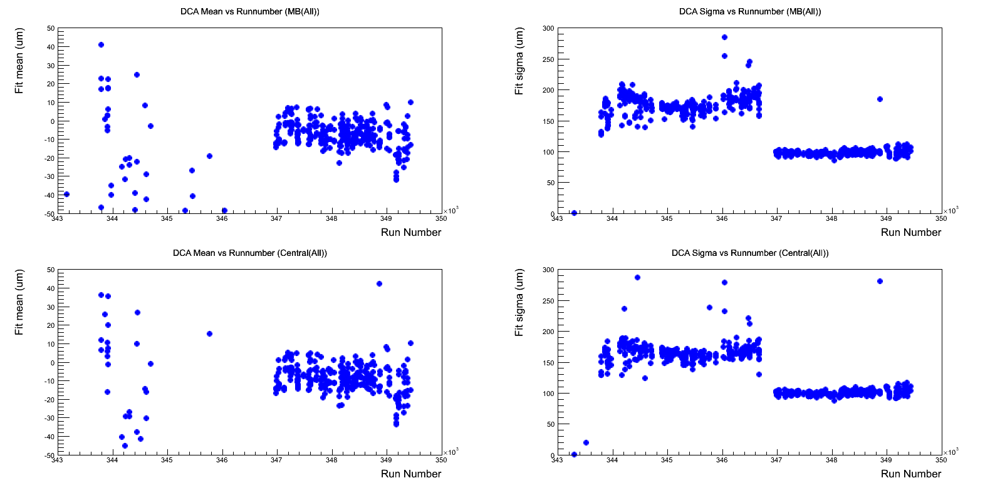 DCA Mean vs Runnumber (MB(All))
Fit mean (um)
50
40
30
20
10
0
-10
-20
-30
-40
-50
343 344 345 346 347 348 349 350
×10³
Run Number
DCA Sigma vs Runnumber (MB(All))
Fit sigma (um)
300
250
200
150
100
50
0
343 344 345 346 347 348 349 350
×10³
Run Number
DCA Mean vs Runnumber (Central(All))
Fit mean (um)
50
40
30
20
10
0
-10
-20
-30
-40
-50
343 344 345 346 347 348 349 350
×10³
Run Number
DCA Sigma vs Runnumber (Central(All))
Fit sigma (um)
300
250
200
150
100
50
0
343 344 345 346 347 348 349 350
×10³
Run Number